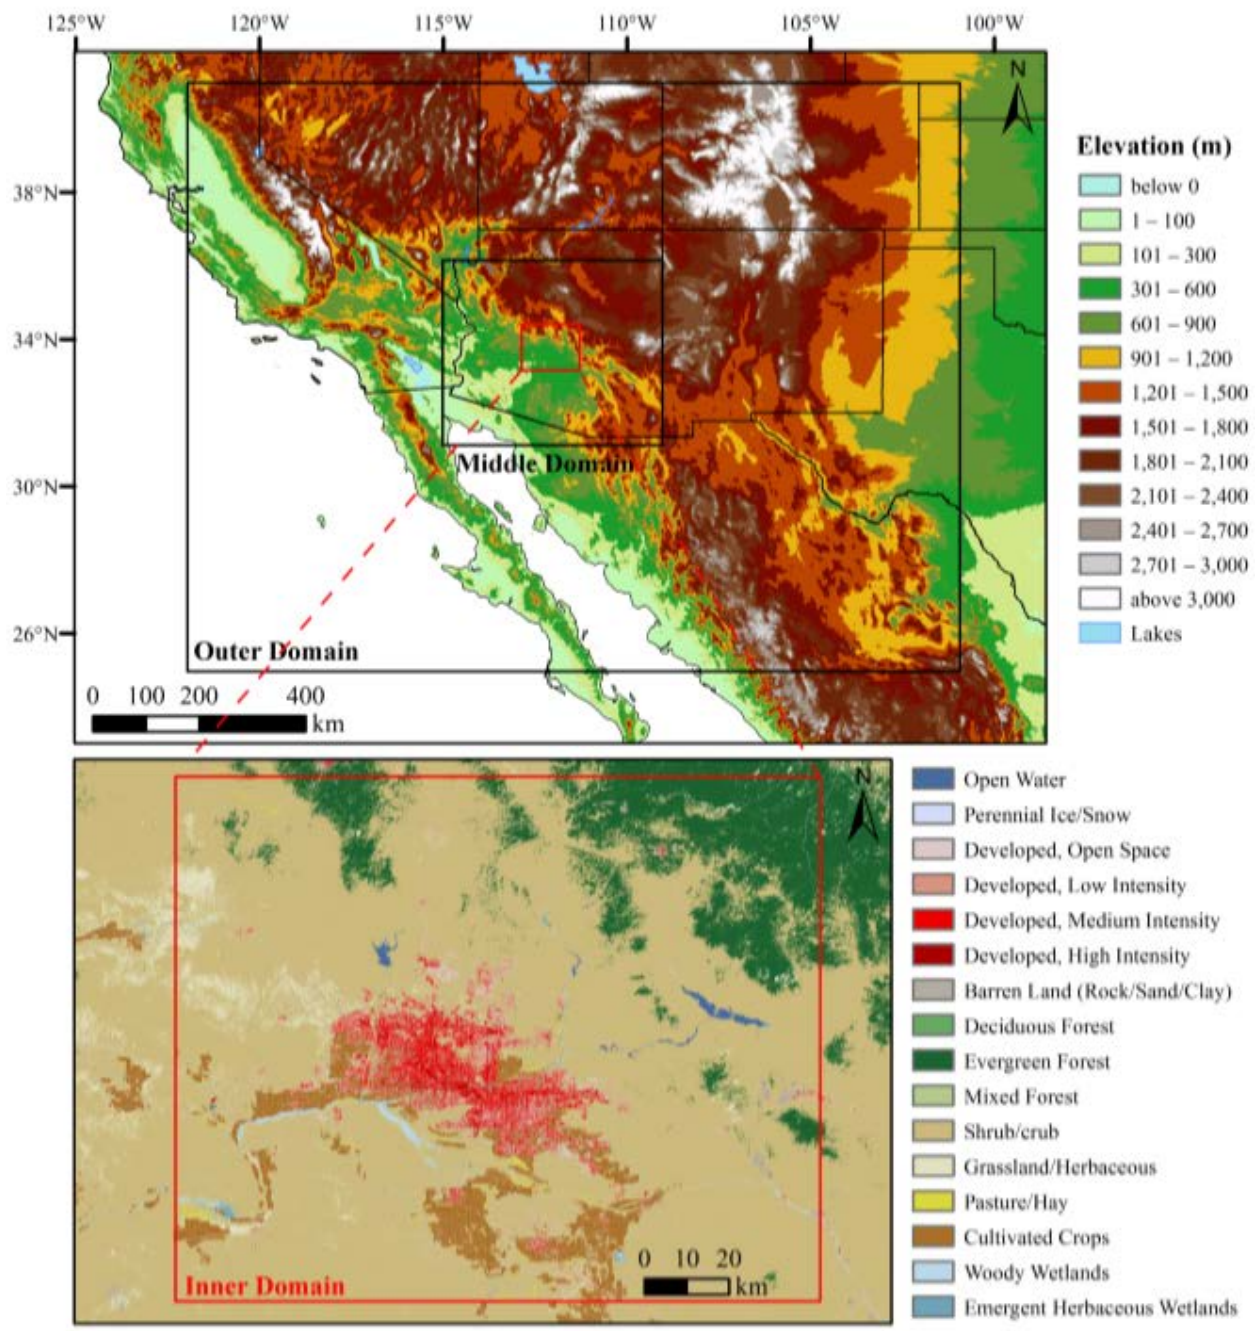 125°W 120°W 115°W 110°W 105°W 100°W
N
38°N
34°N
30°N
26°N
Middle Domain
Outer Domain
0 100 200 400
km
Elevation (m)
below 0
1 – 100
101 – 300
301 – 600
601 – 900
901 – 1,200
1,201 – 1,500
1,501 – 1,800
1,801 – 2,100
2,101 – 2,400
2,401 – 2,700
2,701 – 3,000
above 3,000
Lakes
N
Inner Domain
0 10 20
km
Open Water
Perennial Ice/Snow
Developed, Open Space
Developed, Low Intensity
Developed, Medium Intensity
Developed, High Intensity
Barren Land (Rock/Sand/Clay)
Deciduous Forest
Evergreen Forest
Mixed Forest
Shrub/crub
Grassland/Herbaceous
Pasture/Hay
Cultivated Crops
Woody Wetlands
Emergent Herbaceous Wetlands